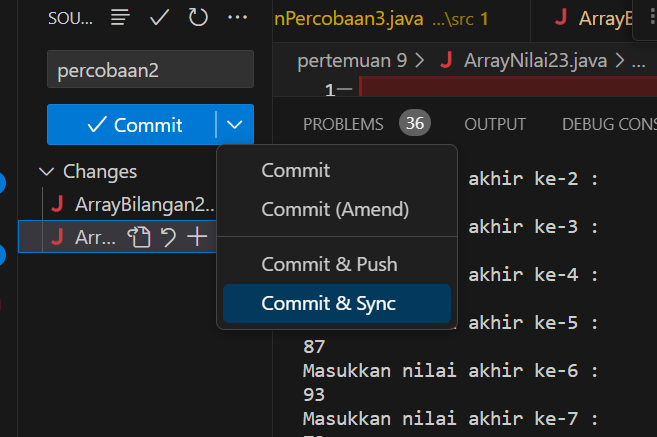 SOU...
percobaan2
Commit
Changes
ArrayBilangan2...
Arr...
Commit
Commit (Amend)
Commit & Push
Commit & Sync
nPercobaan3.java ...\src 1
J
pertemuan 9 > J ArrayNilai23.java > ...
1
PROBLEMS 36 OUTPUT DEBUG CONS
akhir ke-2 :
akhir ke-3 :
akhir ke-4 :
akhir ke-5 :
87
Masukkan nilai akhir ke-6 :
93
Masukkan nilai akhir ke-7 :